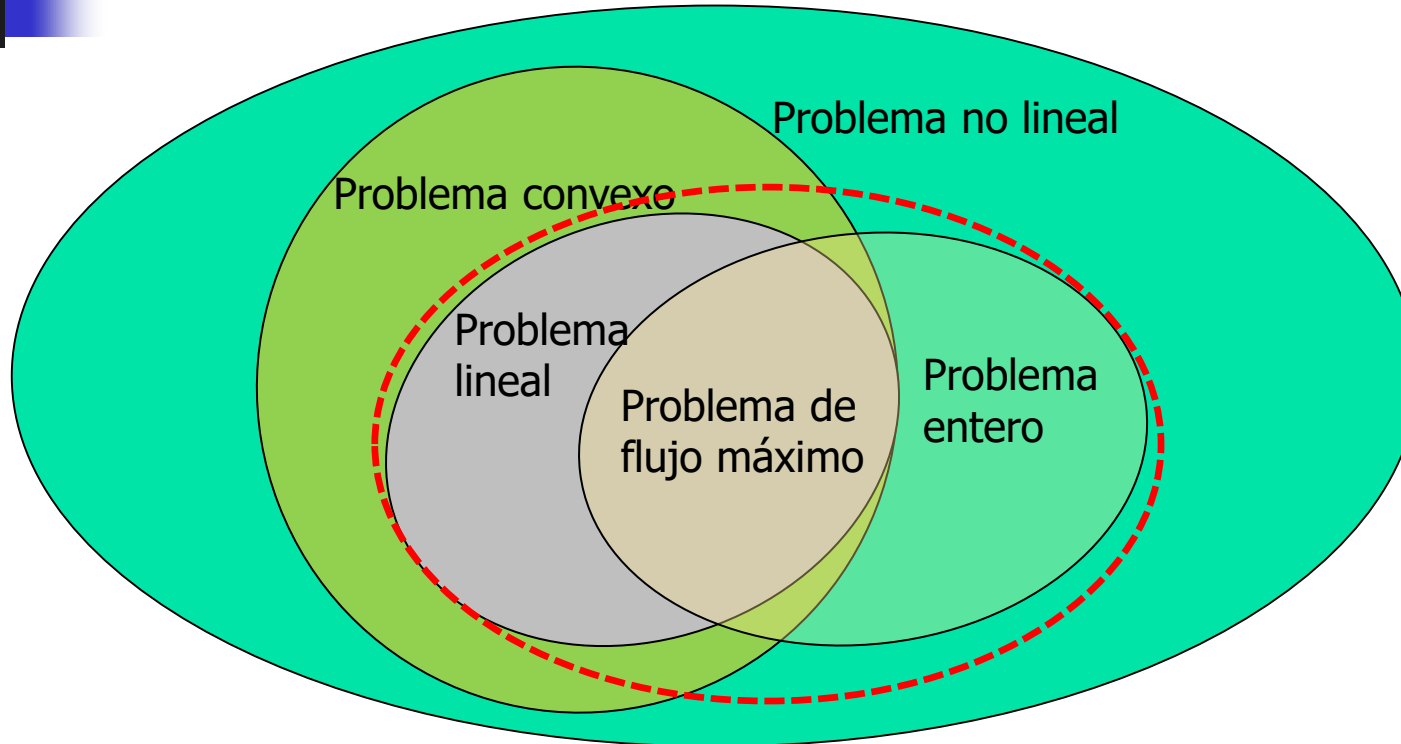 Problema no lineal
Problema convexo
Problema
lineal
Problema de
flujo máximo
Problema
entero